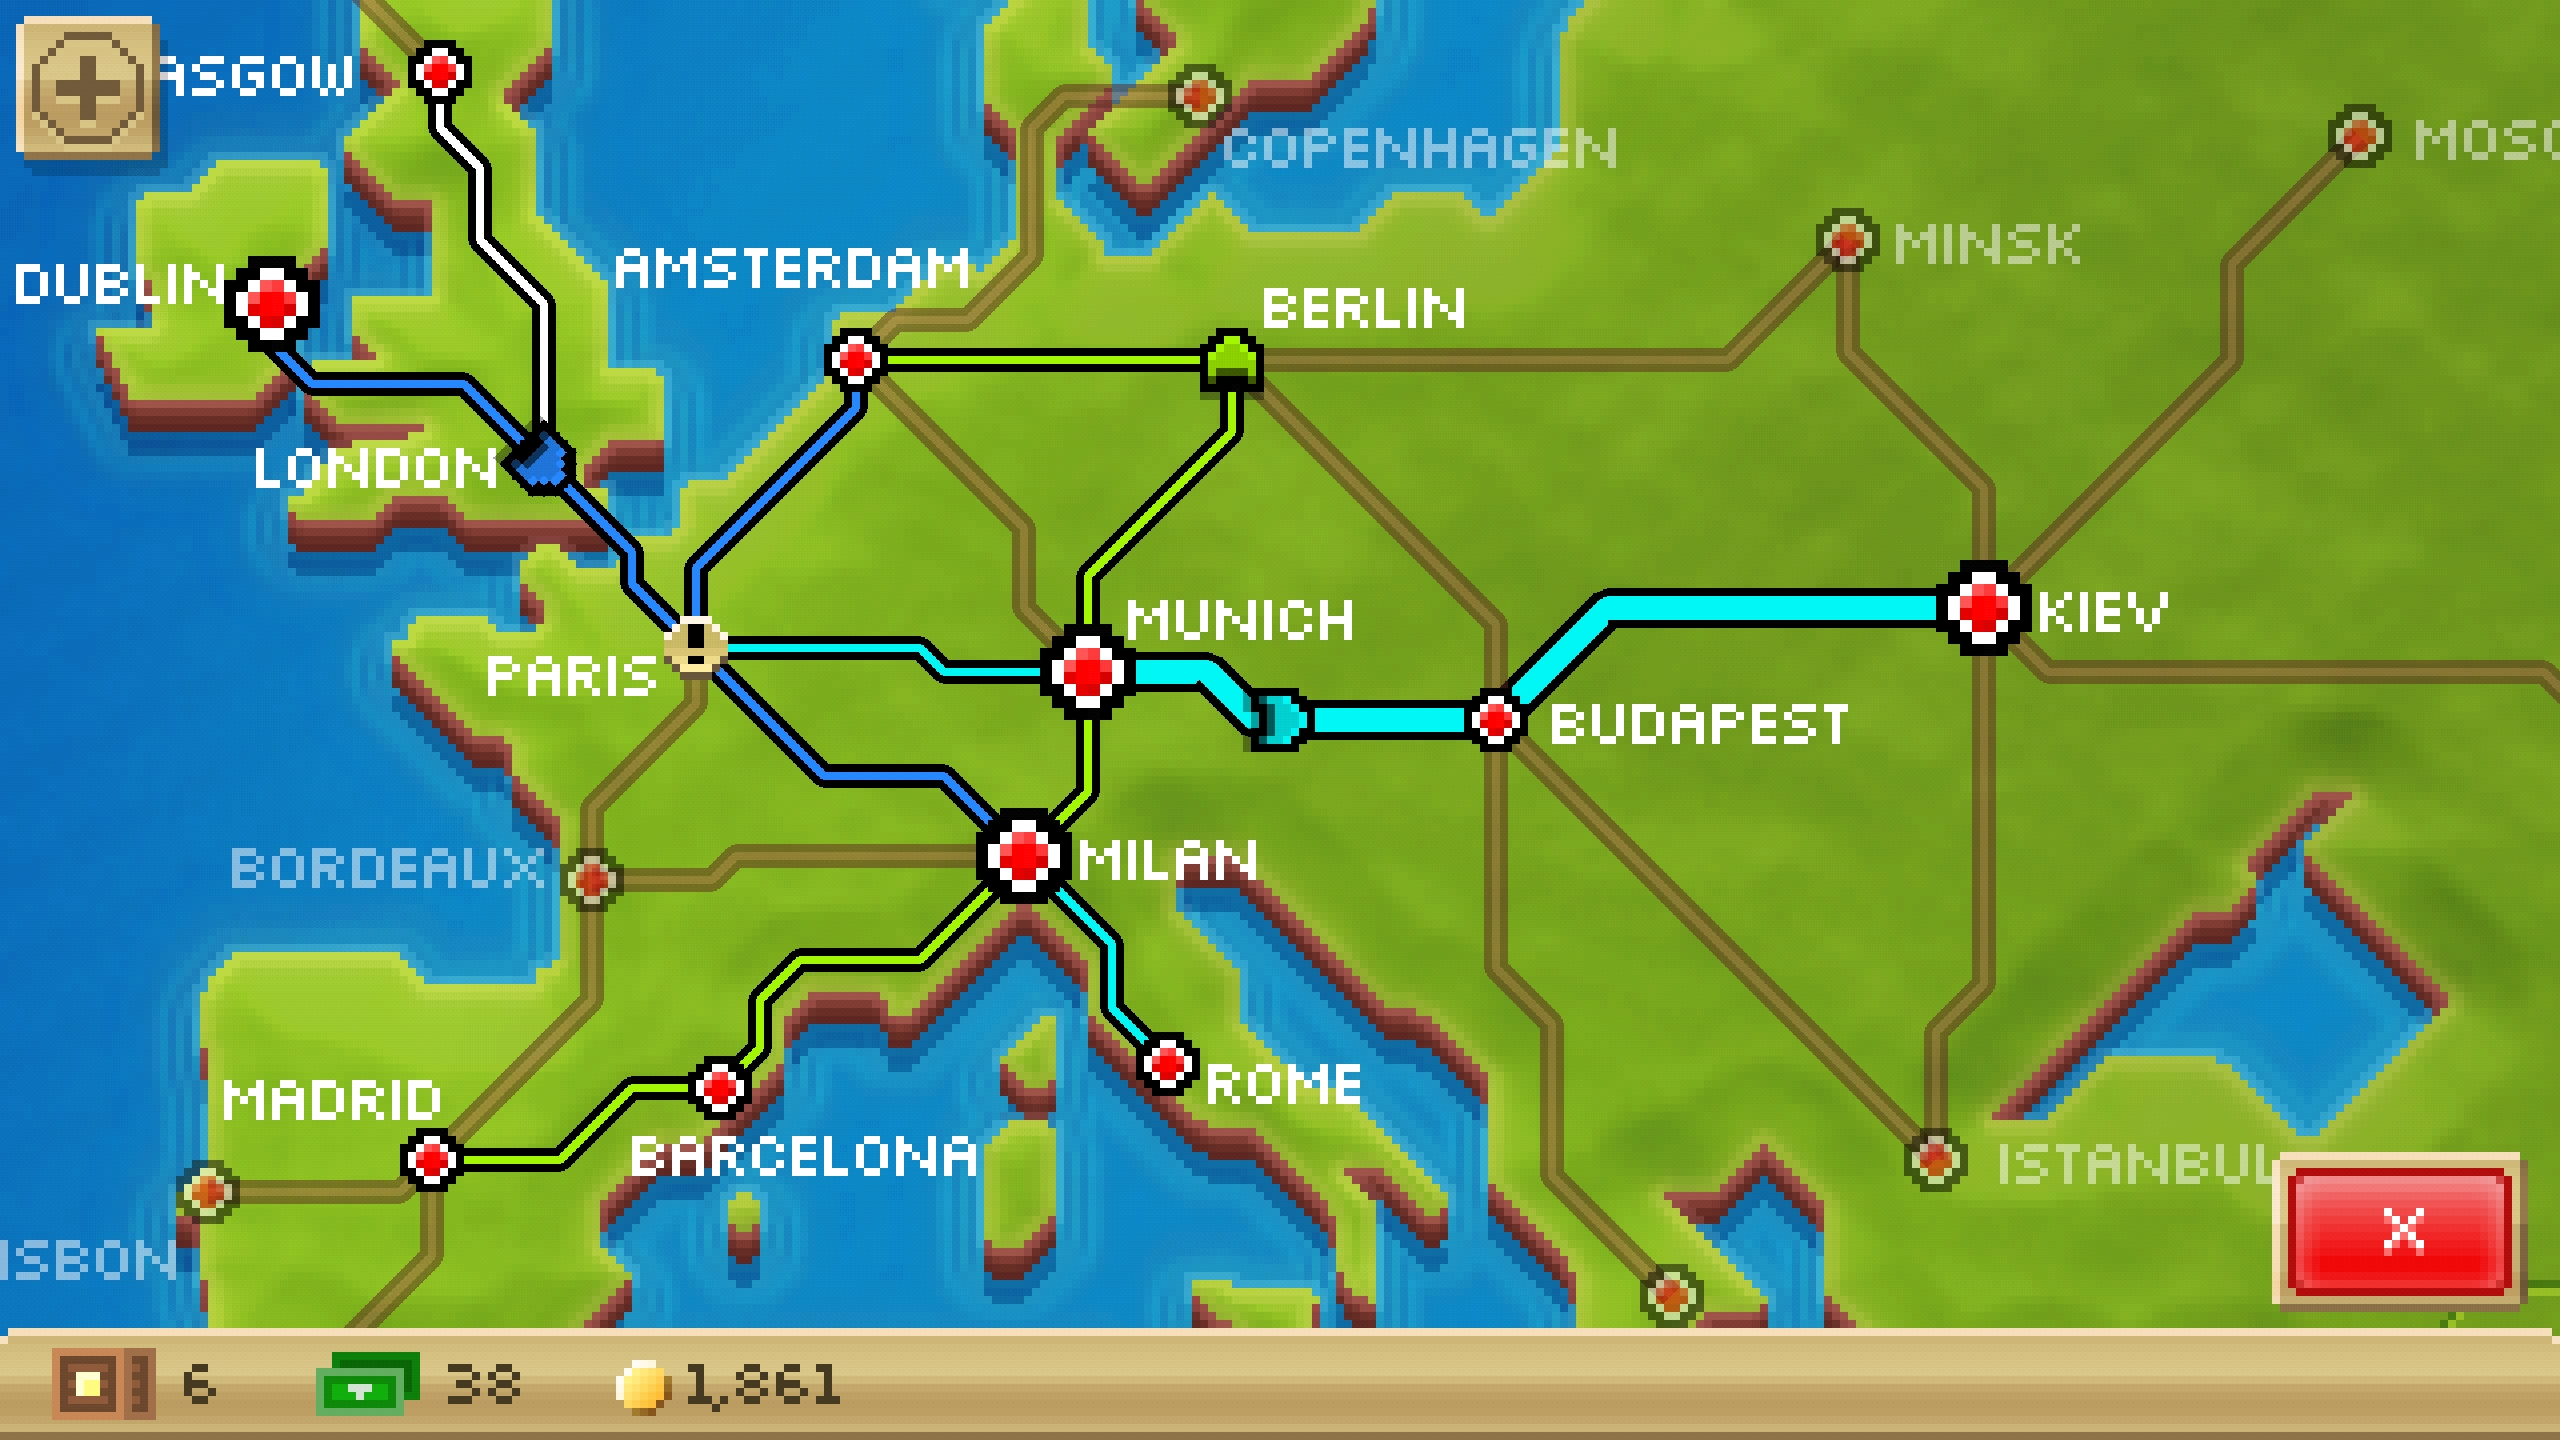 ASGOW
COPENHAGEN
MOSC
MINSK
DUBLIN
AMSTERDAM
BERLIN
LONDON
!
MUNICH
KIEV
PARIS
BUDAPEST
BORDEAUX
MILAN
ROME
MADRID
BARCELONA
ISTANBUL
ISBON
X
6
38
1,861